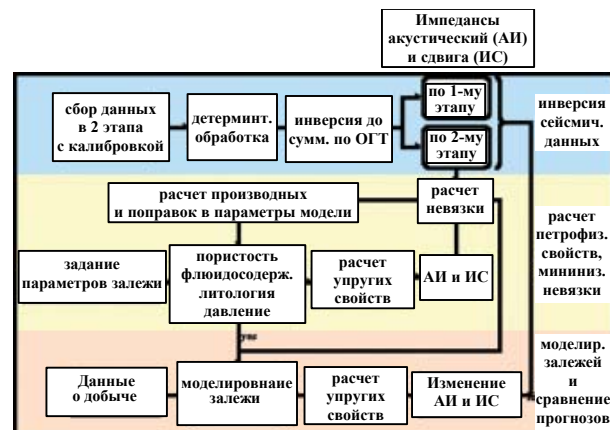 Импедансы
акустический (АИ)
и сдвига (ИС)
сбор данных
в 2 этапа
с калибровкой
детерминт.
обработка
инверсия до
сумм. по ОГТ
по 1-му
этапу
по 2-му
этапу
инверсия
сейсмич.
данных
расчет производных
и поправок в параметры модели
расчет
невязки
задание
параметров залежи
пористость
флюидосодерж.
литология
давление
расчет
упругих
свойств
АИ и ИС
расчет
петрофиз.
свойств,
мининиз.
невязки
Данные
о добыче
моделировнаие
залежи
расчет
упругих
свойств
Изменение
АИ и ИС
моделир.
залежей
и
сравнение
прогнозов